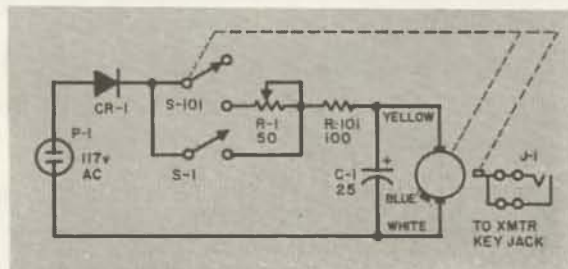 CR-1
S-101
R-1
50
R-101
100
YELLOW
P-1
117v
AC
S-1
C-1
25
+
BLUE
WHITE
J-1
TO XMTR
KEY JACK